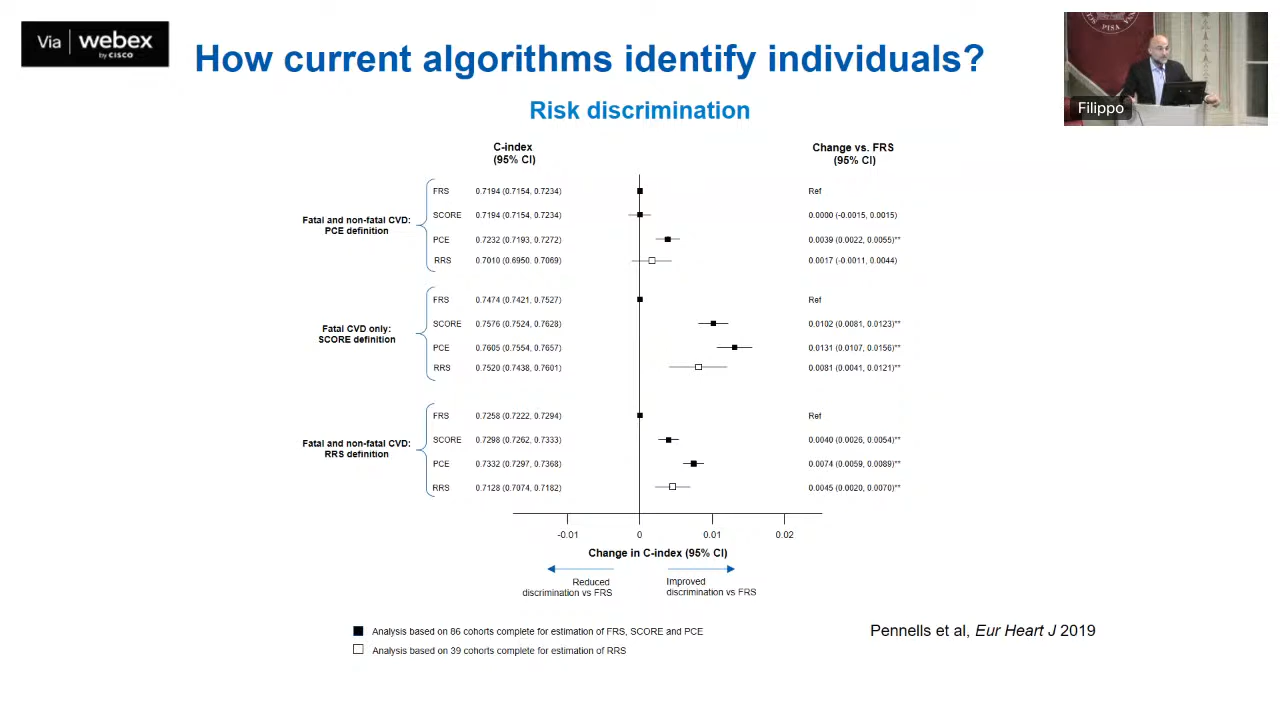 Via webex
by CISCO
How current algorithms identify individuals?
PISA
Filippo
Risk discrimination
C-index
(95% CI)
Change vs. FRS
(95% CI)
Fatal and non-fatal CVD:
PCE definition
FRS 0.7194 (0.7154, 0.7234) Ref
SCORE 0.7194 (0.7154, 0.7234) 0.0000 (-0.0015, 0.0015)
PCE 0.7232 (0.7193, 0.7272) 0.0039 (0.0022, 0.0055)**
RRS 0.7010 (0.6950, 0.7069) 0.0017 (-0.0011, 0.0044)
Fatal CVD only:
SCORE definition
FRS 0.7474 (0.7421, 0.7527) Ref
SCORE 0.7576 (0.7524, 0.7628) 0.0102 (0.0081, 0.0123)**
PCE 0.7605 (0.7554, 0.7657) 0.0131 (0.0107, 0.0156)**
RRS 0.7520 (0.7438, 0.7601) 0.0081 (0.0041, 0.0121)**
Fatal and non-fatal CVD:
RRS definition
FRS 0.7258 (0.7222, 0.7294) Ref
SCORE 0.7298 (0.7262, 0.7333) 0.0040 (0.0026, 0.0054)**
PCE 0.7332 (0.7297, 0.7368) 0.0074 (0.0059, 0.0089)**
RRS 0.7128 (0.7074, 0.7182) 0.0045 (0.0020, 0.0070)**
-0.01 0 0.01 0.02
Change in C-index (95% CI)
Reduced
discrimination vs FRS
Improved
discrimination vs FRS
Analysis based on 86 cohorts complete for estimation of FRS, SCORE and PCE
Analysis based on 39 cohorts complete for estimation of RRS
Pennells et al, Eur Heart J 2019